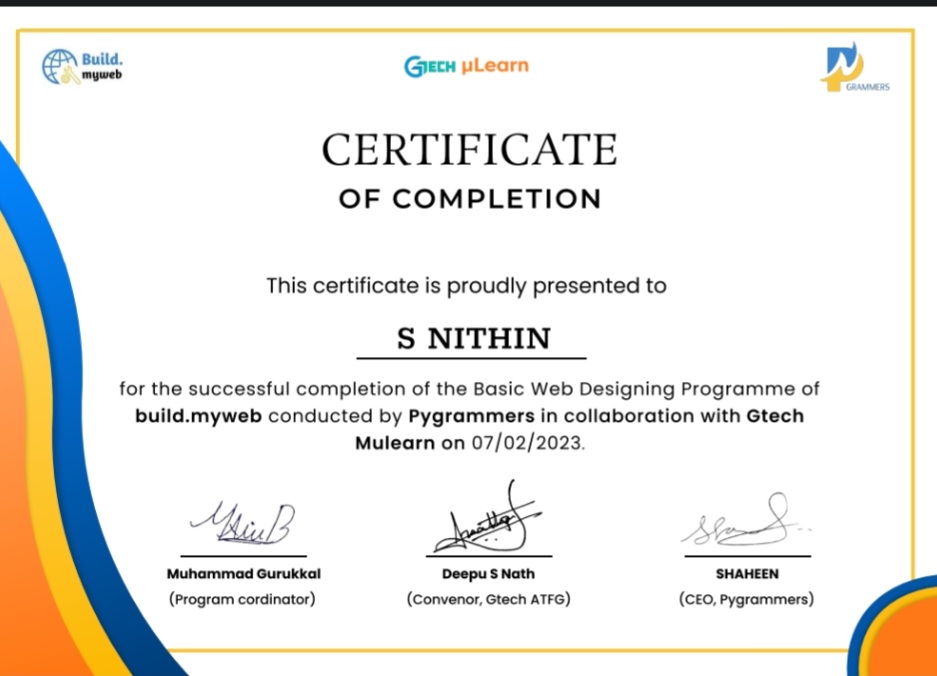 Build.
myweb
GTECH µLearn
GRAMMERS
CERTIFICATE
OF COMPLETION
This certificate is proudly presented to
S NITHIN
for the successful completion of the Basic Web Designing Programme of
build.myweb conducted by Pygrammers in collaboration with Gtech
Mulearn on 07/02/2023.
Muhammad Gurukkal
(Program cordinator)
Deepu S Nath
(Convenor, Gtech ATFG)
SHAHEEN
(CEO, Pygrammers)